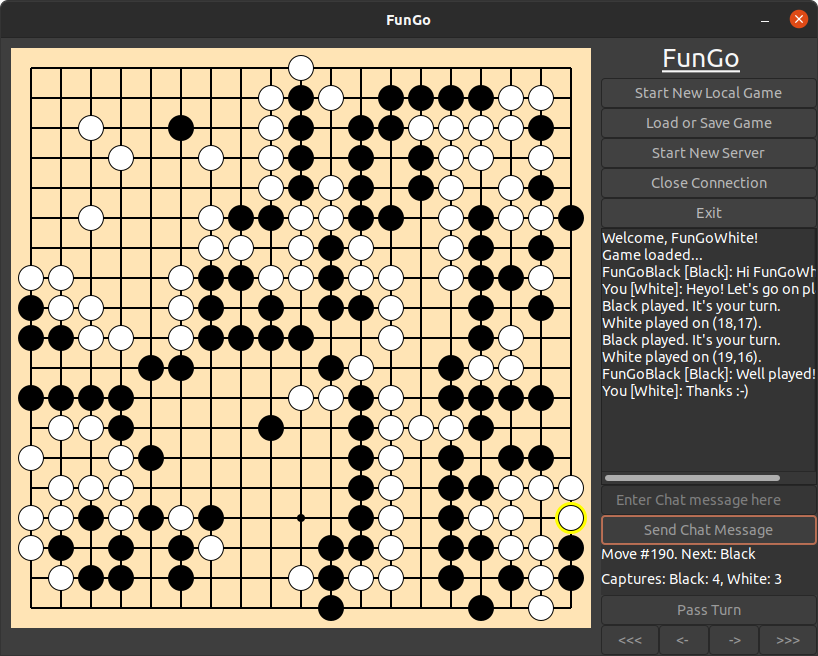 FunGo
FunGo
Start New Local Game
Load or Save Game
Start New Server
Close Connection
Exit
Welcome, FunGoWhite!
Game loaded...
FunGoBlack [Black]: Hi FunGoWh
You [White]: Heyo! Let's go on pl
Black played. It's your turn.
White played on (18,17).
Black played. It's your turn.
White played on (19,16).
FunGoBlack [Black]: Well played!
You [White]: Thanks :-)
Enter Chat message here
Send Chat Message
Move #190. Next: Black
Captures: Black: 4, White: 3
Pass Turn
<<< <- -> >>>